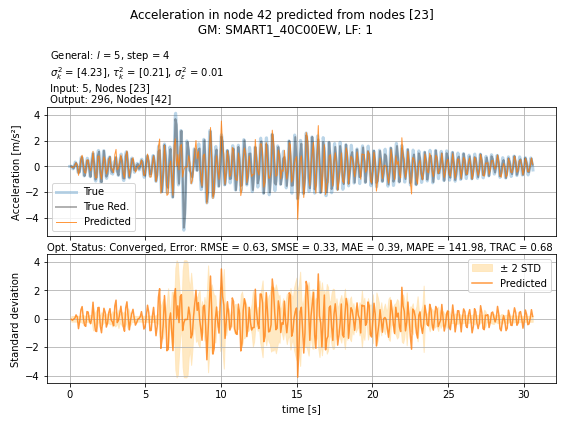 Acceleration in node 42 predicted from nodes [23]
GM: SMART1_40C00EW, LF: 1
General: l = 5, step = 4
σ²ₖ = [4.23], τ²ₖ = [0.21], σ²ε = 0.01
Input: 5, Nodes [23]
Output: 296, Nodes [42]
Acceleration [m/s²]
4
2
0
−2
−4
True
True Red.
Predicted
Opt. Status: Converged, Error: RMSE = 0.63, SMSE = 0.33, MAE = 0.39, MAPE = 141.98, TRAC = 0.68
Standard deviation
4
2
0
−2
−4
± 2 STD
Predicted
0 5 10 15 20 25 30
time [s]